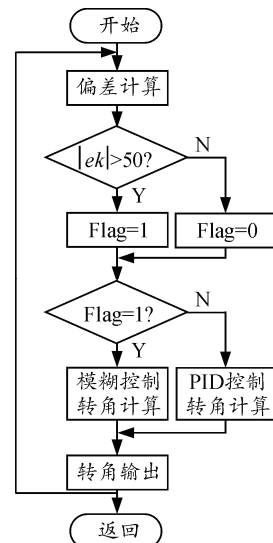 开始
偏差计算
|ek|>50?
N
Y
Flag=1
Flag=0
Flag=1?
N
Y
模糊控制
转角计算
PID控制
转角计算
转角输出
返回